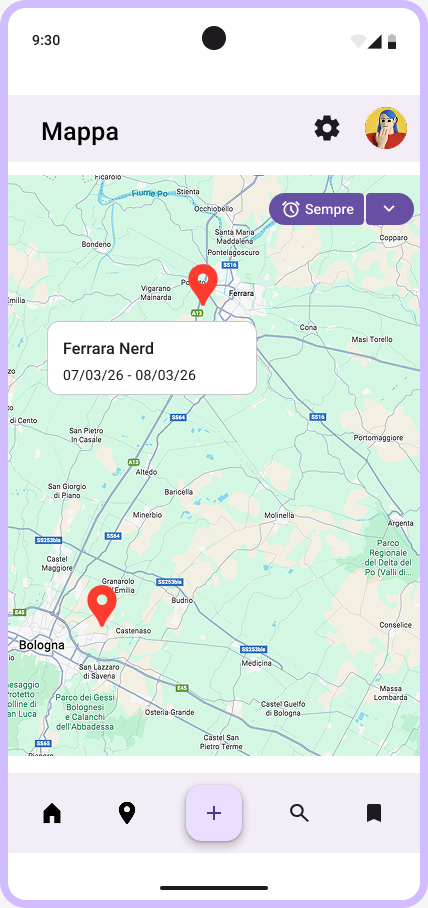 9:30
Mappa
Ficarolo
Fiume Po
Stienta
Occhiobello
Sempre
Santa Maria
Maddalena
Copparo
Bondeno
Pontelagoscuro
SS16
Vigarano
Mainarda
Ferrara
A13
Cona
Masi Torello
Ferrara Nerd
07/03/26 - 08/03/26
di Cento
SS64
SS16
San Pietro
In Casale
Portomaggiore
A13
Altedo
San Giorgio
di Piano
Baricella
Minerbio
Molinella
Argenta
SS64
SS253bis
Parco
Regionale
del Delta del
Po (Valli di...
Castel
Maggiore
Granarolo
SS253bis
Budrio
E45
Castenaso
Conselice
Bologna
SS253bis
Medicina
San Lazzaro
di Savena
E45
Massa
Lombarda
Parco dei Gessi
Bolognesi
e Calanchi
dell'Abbadessa
Castel Guelfo
di Bologna
Osteria Grande
Castel San
Pietro Terme
SS65